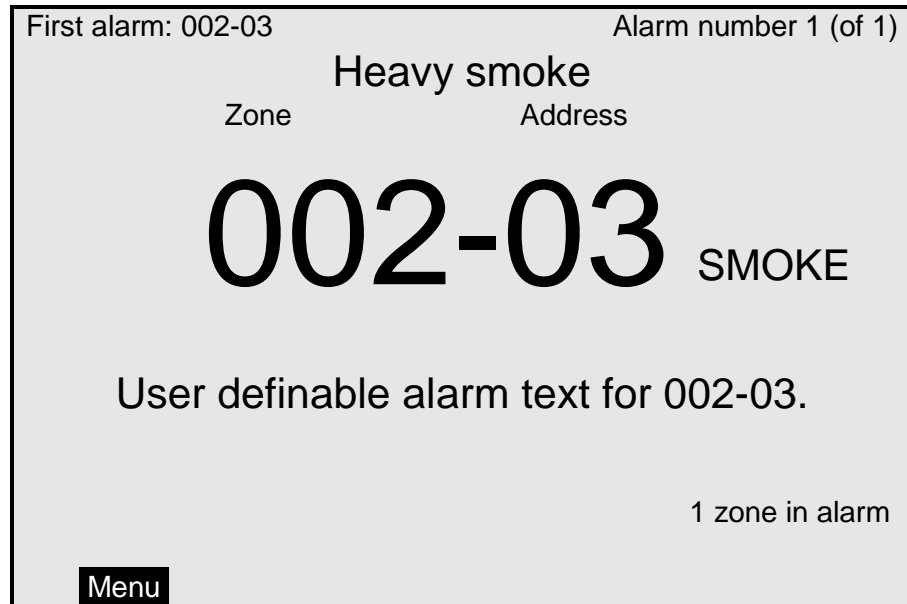 First alarm: 002-03 Alarm number 1 (of 1)
Heavy smoke
Zone Address
002-03 SMOKE
User definable alarm text for 002-03.
1 zone in alarm
Menu